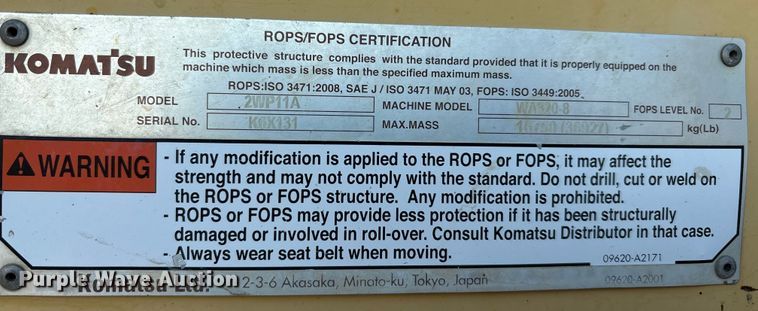 ROPS/FOPS CERTIFICATION
KOMATSU
This protective structure complies with the standard provided that it is properly equipped on the
machine which mass is less than the specified maximum mass.
ROPS:ISO 3471:2008, SAE J / ISO 3471 MAY 03, FOPS: ISO 3449:2005
MODEL 2WP11A MACHINE MODEL WA320-8 FOPS LEVEL No. 2
SERIAL No. K6X131 MAX.MASS kg(Lb)
WARNING
- If any modification is applied to the ROPS or FOPS, it may affect the
strength and may not comply with the standard. Do not drill, cut or weld on
the ROPS or FOPS structure. Any modification is prohibited.
- ROPS or FOPS may provide less protection if it has been structurally
damaged or involved in roll-over. Consult Komatsu Distributor in that case.
- Always wear seat belt when moving.
09620-A2171
Purple Wave Auction
Komatsu Ltd. 2-3-6 Akasaka, Minoto-ku, Tokyo, Japan
09620-A2001